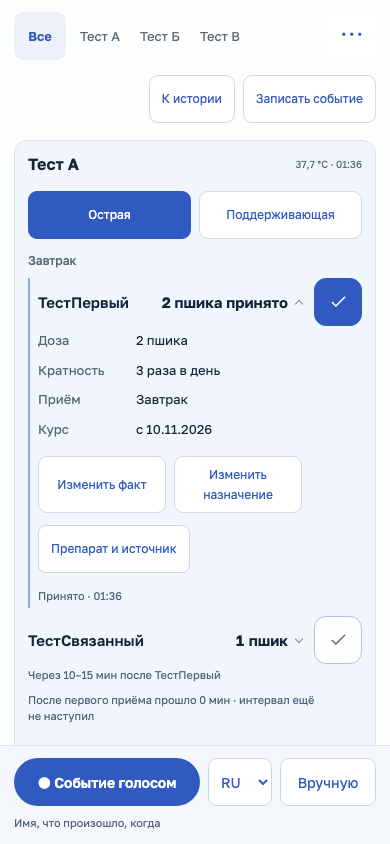 Все Тест А Тест Б Тест В •••
К истории Записать событие
Тест А 37,7 °C · 01:36
Острая Поддерживающая
Завтрак
ТестПервый 2 пшика принято
Доза 2 пшика
Кратность 3 раза в день
Приём Завтрак
Курс с 10.11.2026
Изменить факт Изменить
назначение
Препарат и источник
Принято · 01:36
ТестСвязанный 1 пшик
Через 10–15 мин после ТестПервый
После первого приёма прошло 0 мин · интервал ещё
не наступил
Событие голосом RU Вручную
Имя, что произошло, когда